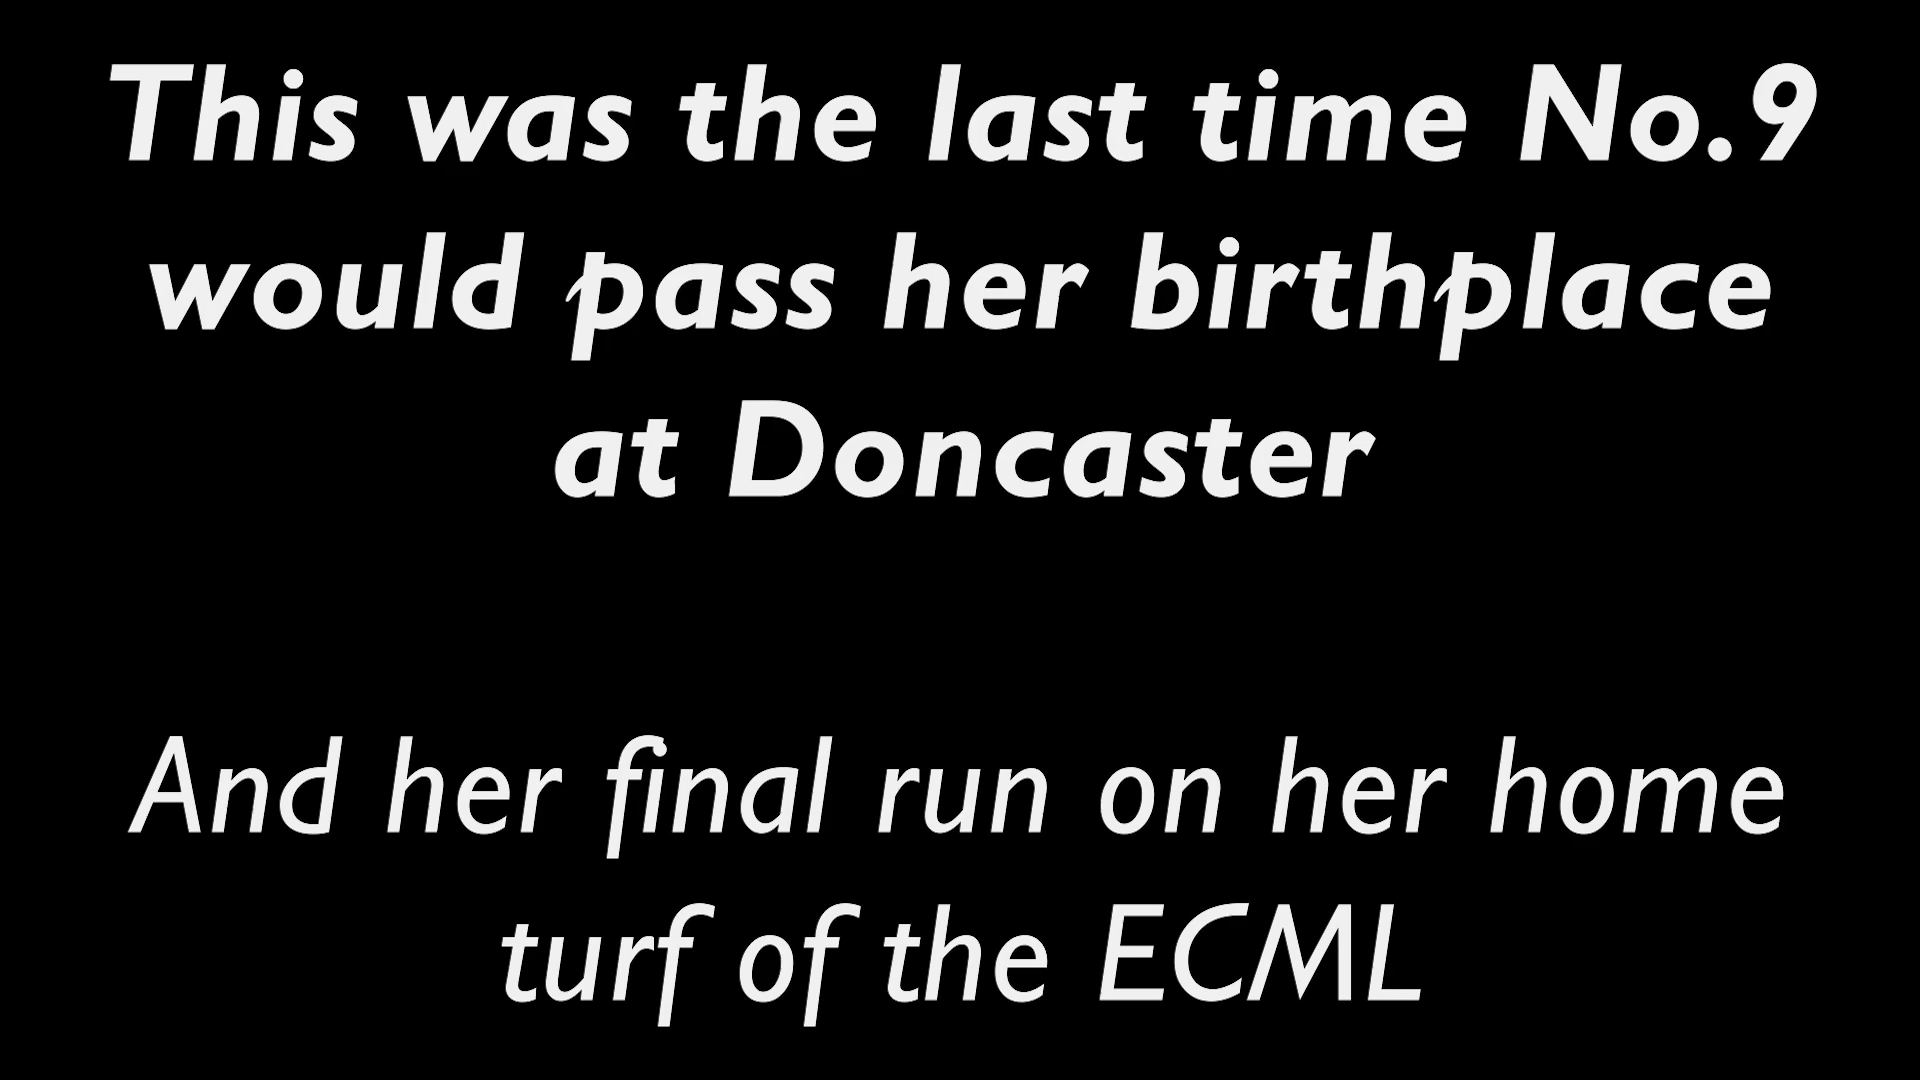 This was the last time No.9
would pass her birthplace
at Doncaster
And her final run on her home
turf of the ECML